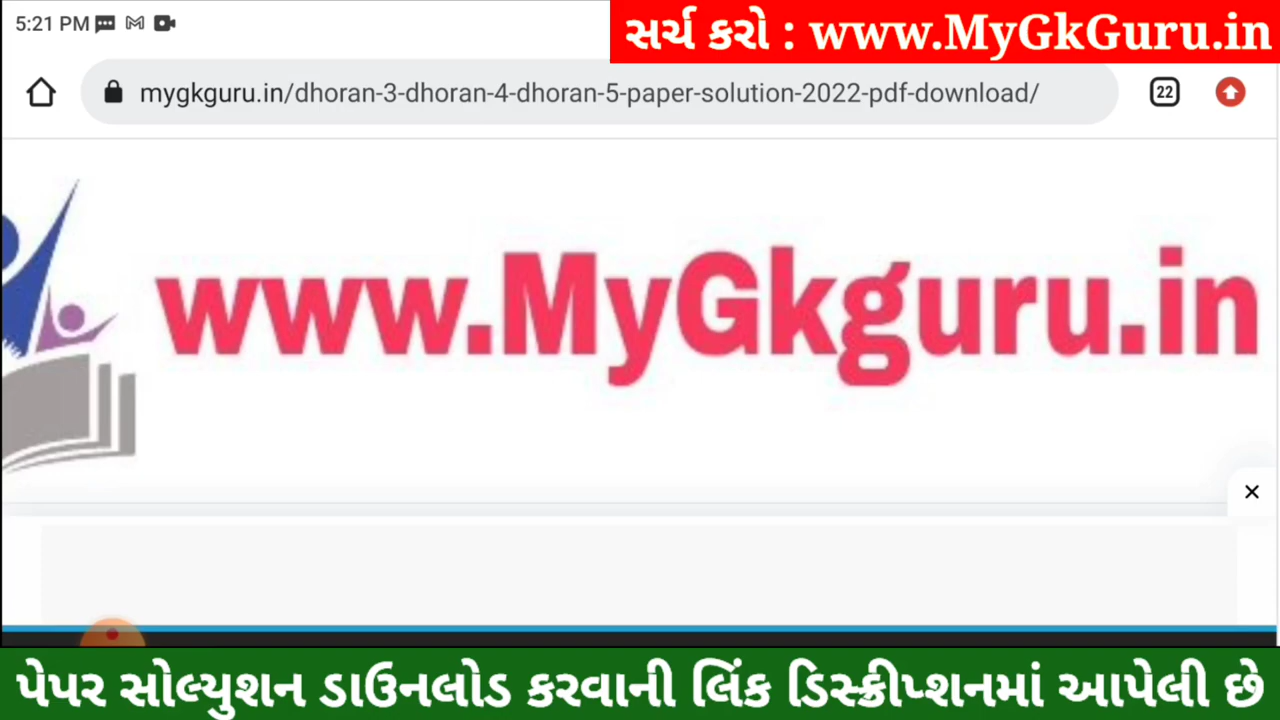 5:21 PM
સર્ચ કરો : www.MyGkGuru.in
mygkguru.in/dhoran-3-dhoran-4-dhoran-5-paper-solution-2022-pdf-download/
22
www.MyGkguru.in
પેપર સોલ્યુશન ડાઉનલોડ કરવાની લિંક ડિસ્ક્રીપ્શનમાં આપેલી છે